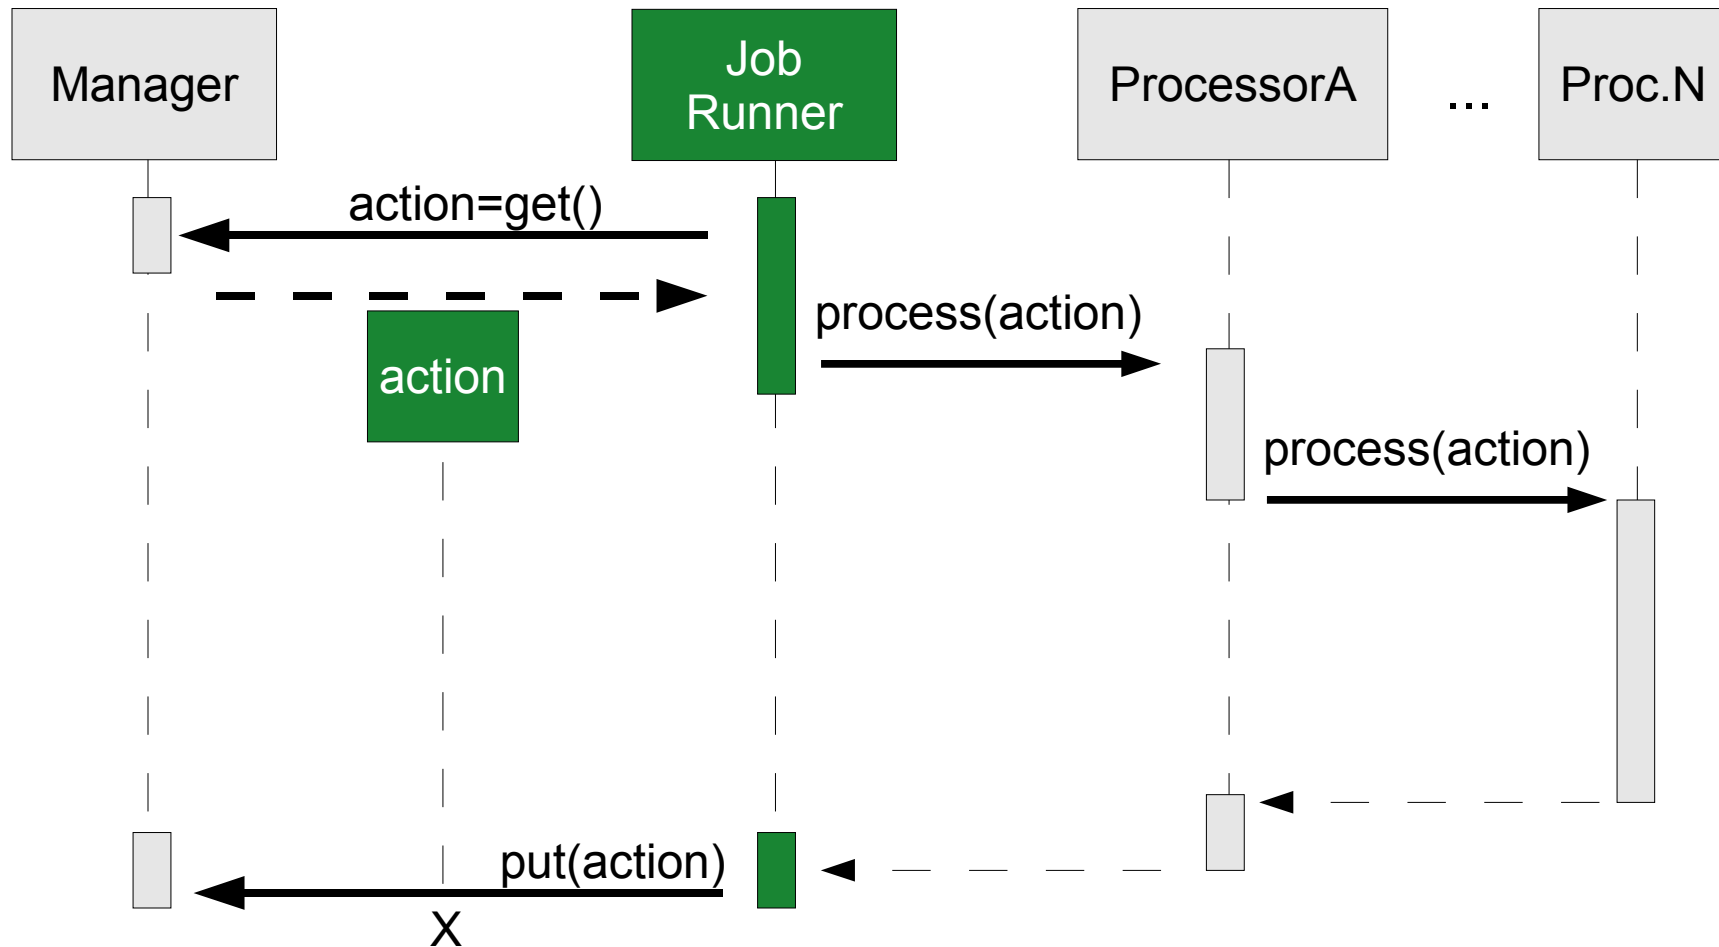 Manager
Job
Runner
ProcessorA
...
Proc.N
action=get()
action
process(action)
process(action)
put(action)
X